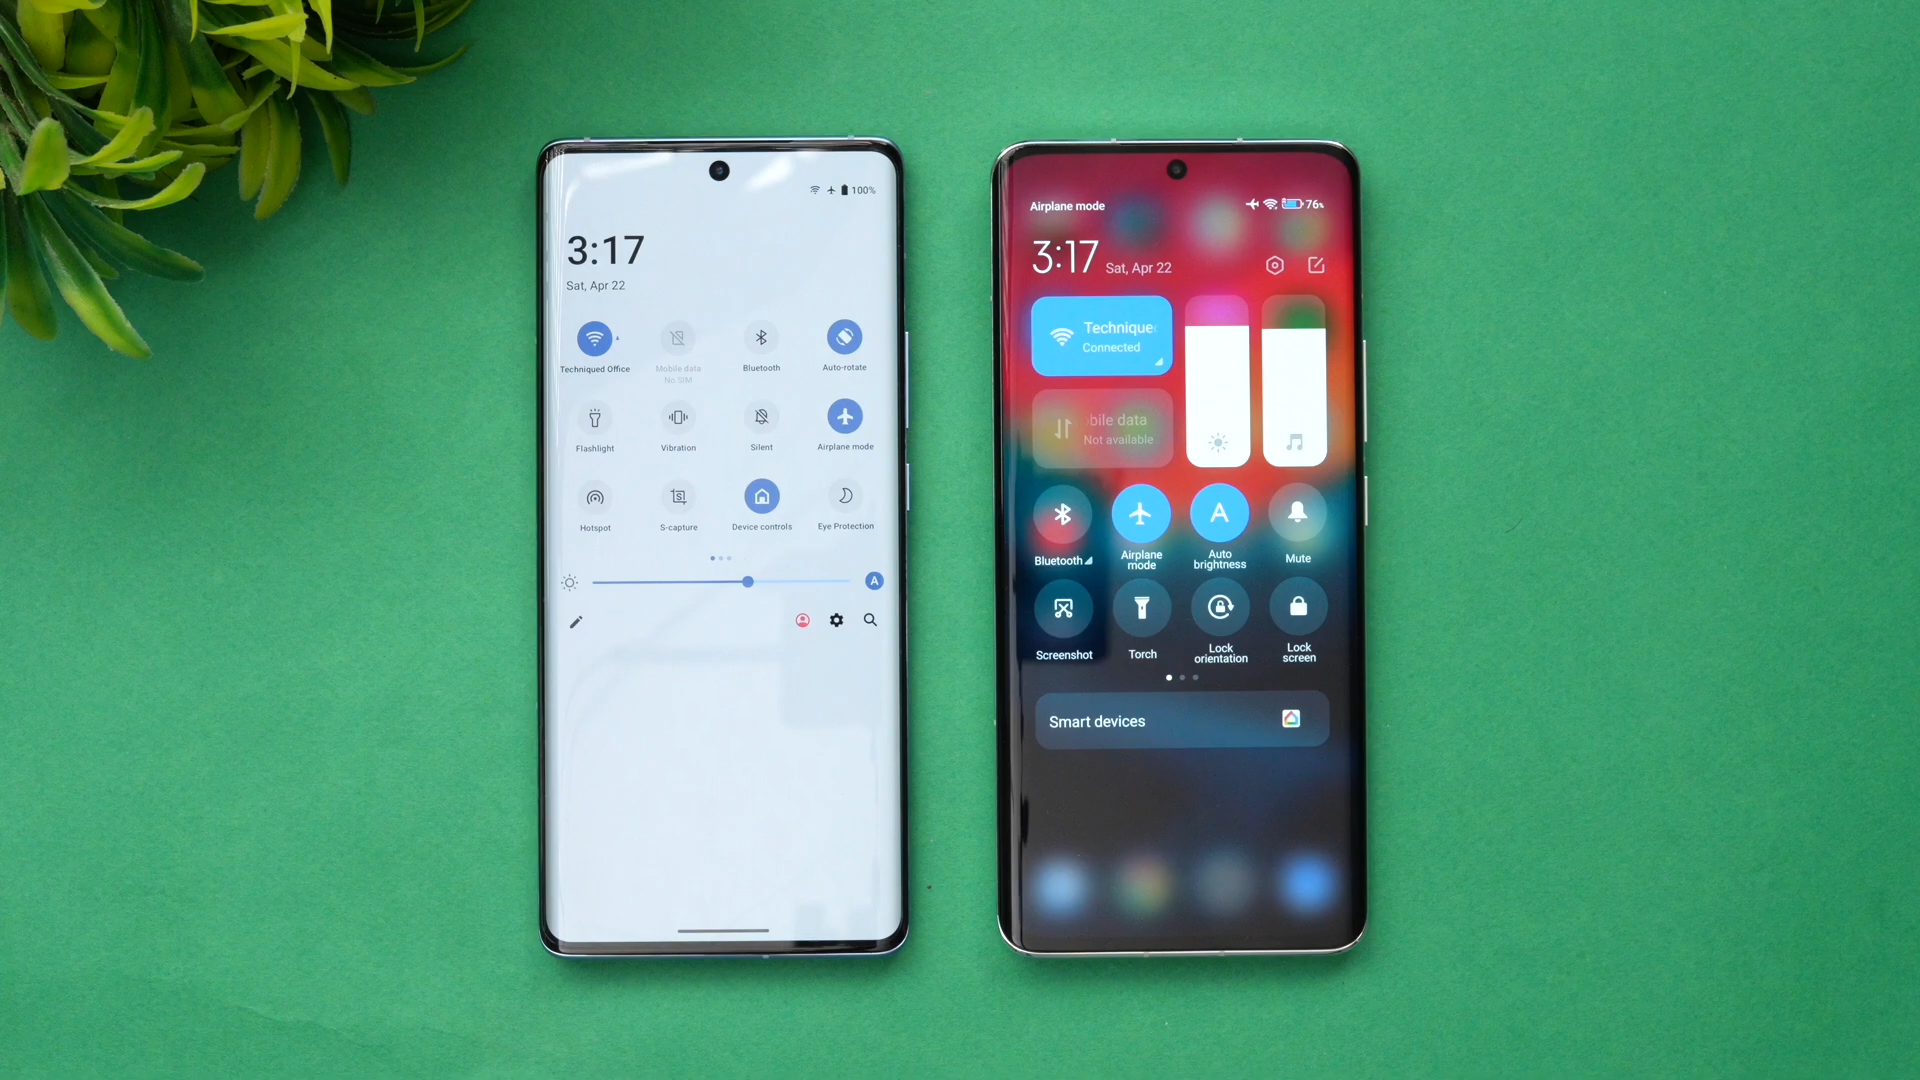 100%
3:17
Sat, Apr 22
Techniqued Office
Mobile data
No SIM
Bluetooth
Auto-rotate
Flashlight
Vibration
Silent
Airplane mode
Hotspot
S-capture
Device controls
Eye Protection
A
Airplane mode
76%
3:17
Sat, Apr 22
Technique
Connected
bile data
Not available
A
Bluetooth
Airplane
mode
Auto
brightness
Mute
Screenshot
Torch
Lock
orientation
Lock
screen
Smart devices